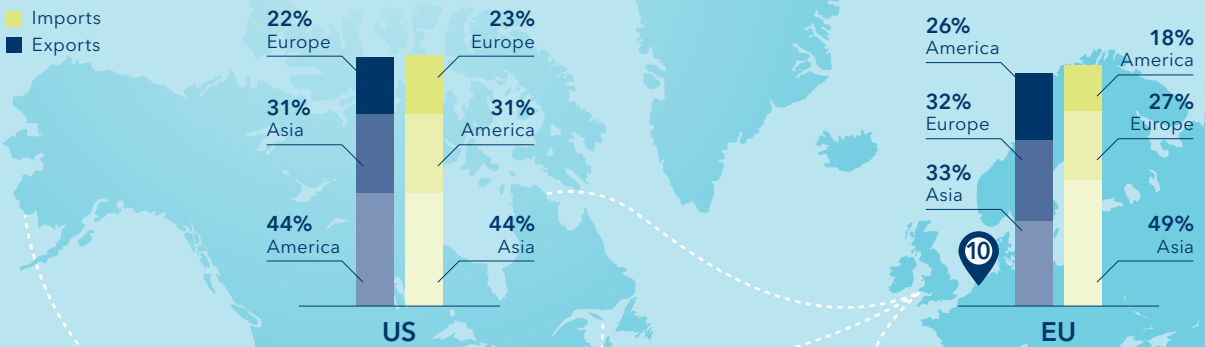 Imports
Exports
22%
Europe
31%
Asia
44%
America
23%
Europe
31%
America
44%
Asia
US
26%
America
32%
Europe
33%
Asia
10
18%
America
27%
Europe
49%
Asia
EU